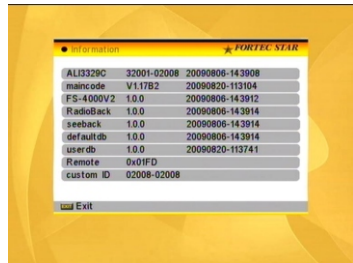 Information FORTEC STAR
ALI3329C 32001-02008 20090806-143908
maincode V1.17B2 20090820-113104
FS-4000V2 1.0.0 20090806-143912
RadioBack 1.0.0 20090806-143914
seeback 1.0.0 20090806-143914
defaultdb 1.0.0 20090806-143914
userdb 1.0.0 20090820-113741
Remote 0x01FD
custom ID 02008-02008
EXIT Exit